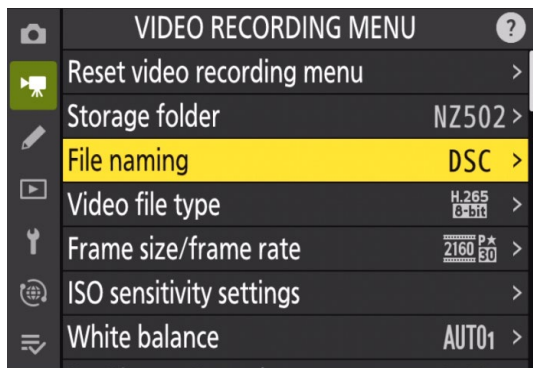 VIDEO RECORDING MENU ?
Reset video recording menu >
Storage folder NZ502 >
File naming DSC >
Video file type H.265 8-bit >
Frame size/frame rate 2160 P★ 30 >
ISO sensitivity settings >
White balance AUTO1 >